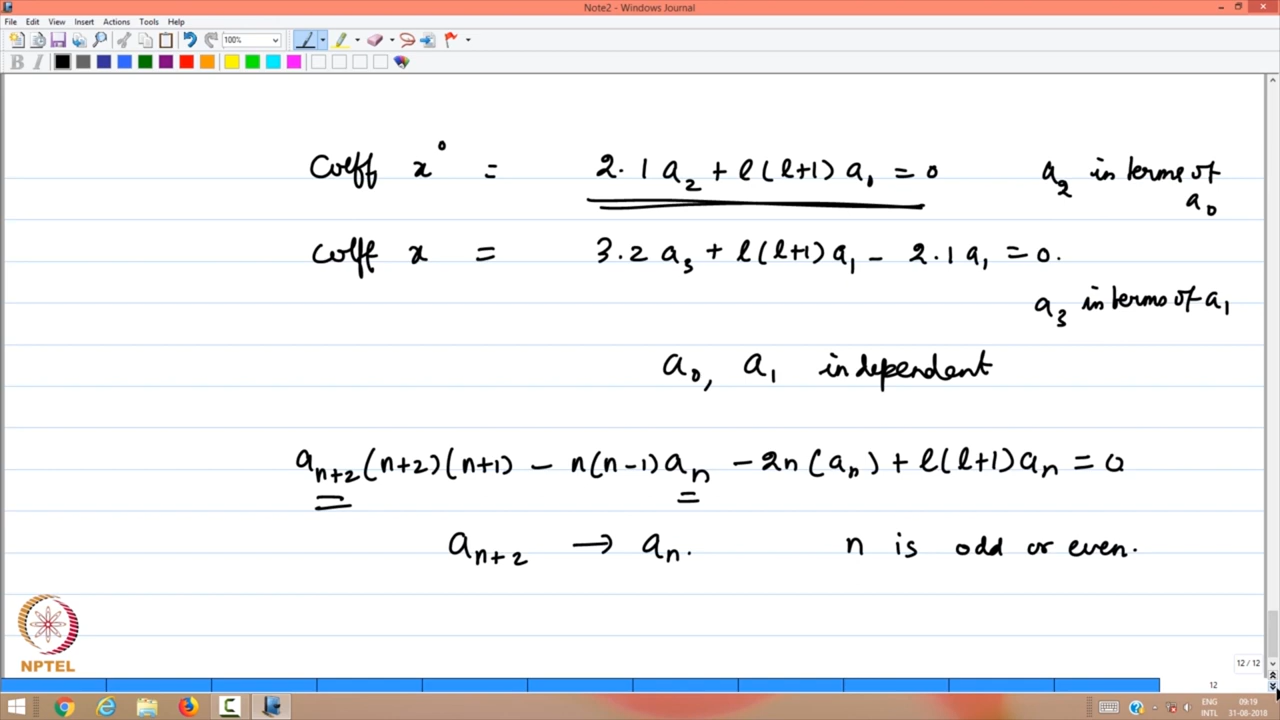 Note2 - Windows Journal
File Edit View Insert Actions Tools Help
100%
B I
Coeff x⁰ = 2·1 a₂ + l(l+1) a₀ = 0 a₂ in terms of a₀
Coeff x = 3·2 a₃ + l(l+1) a₁ - 2·1 a₁ = 0.
a₃ in terms of a₁
a₀, a₁ independent
aₙ₊₂ (n+2)(n+1) - n(n-1) aₙ - 2n(aₙ) + l(l+1) aₙ = 0
aₙ₊₂ → aₙ. n is odd or even.
NPTEL
12 / 12
12
ENG 09:19
INTL 31-08-2018